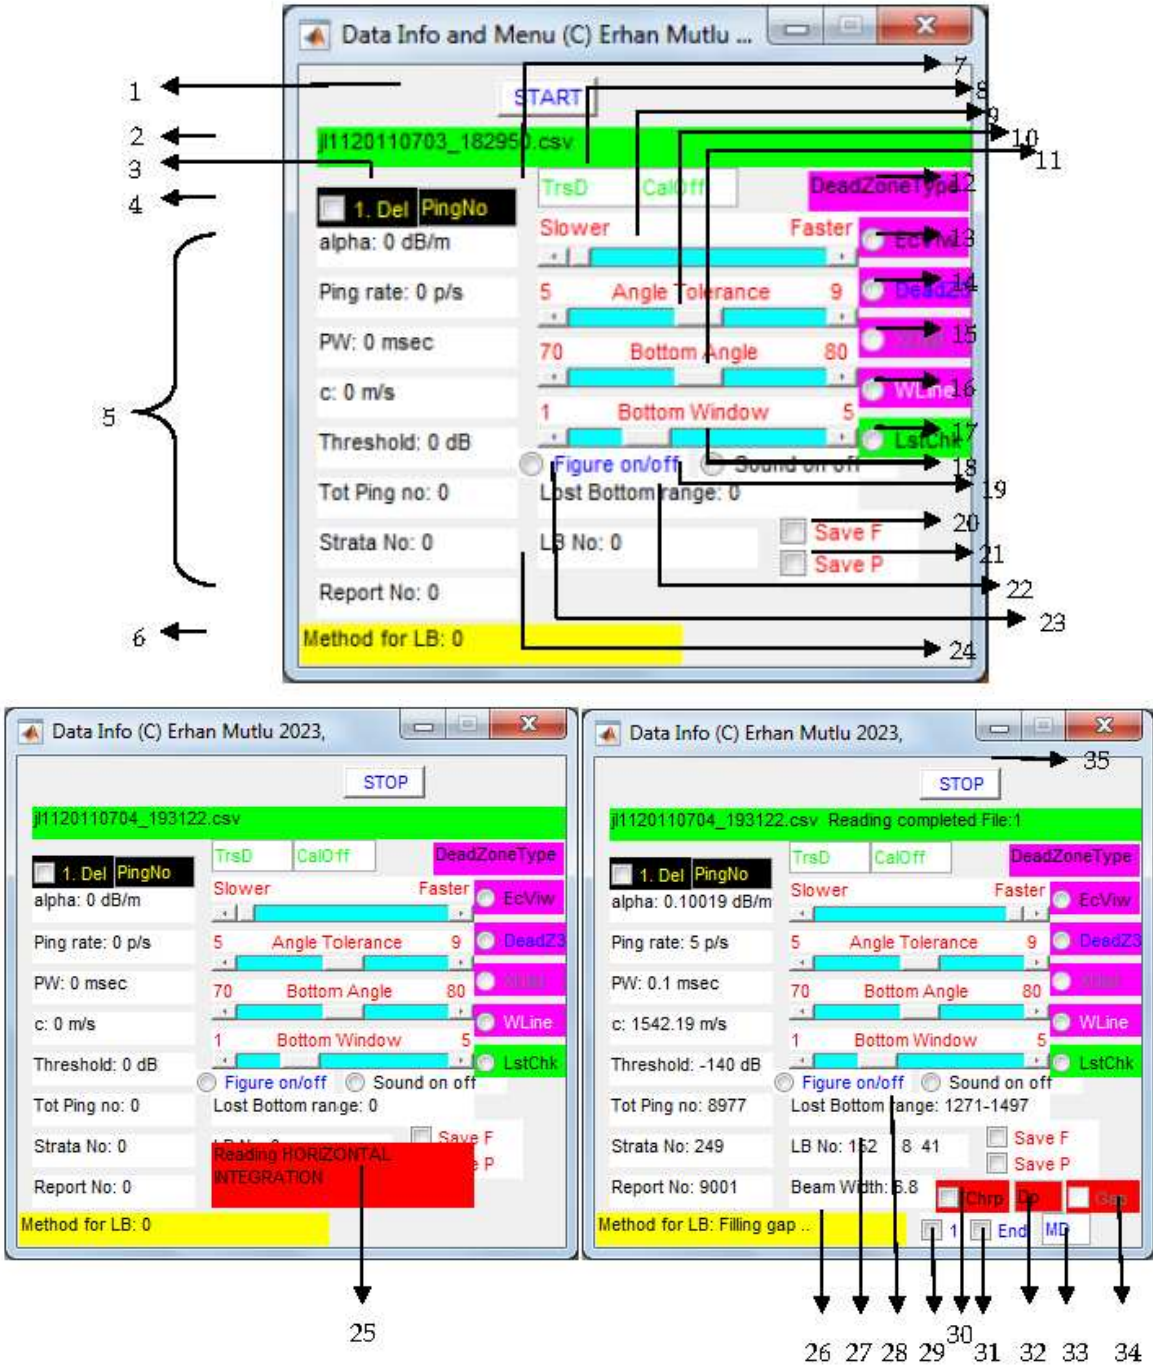 Data Info and Menu (C) Erhan Mutlu ...
START
jl1120110703_182950.csv
1. Del PingNo
TrsD CalOff
DeadZoneType
alpha: 0 dB/m
Slower Faster
EcViw
Ping rate: 0 p/s
5 Angle Tolerance 9
PW: 0 msec
70 Bottom Angle 80
c: 0 m/s
WLine
1 Bottom Window 5
Threshold: 0 dB
LstChk
Figure on/off Sound on off
Tot Ping no: 0
Lost Bottom range: 0
Strata No: 0
LB No: 0
Save F
Save P
Report No: 0
Method for LB: 0
1
2
3
4
5
6
7
8
9
10
11
12
13
14
15
16
17
18
19
20
21
22
23
24
Data Info (C) Erhan Mutlu 2023,
STOP
jl1120110704_193122.csv
TrsD CalOff
DeadZoneType
1. Del PingNo
Slower Faster
EcViw
alpha: 0 dB/m
Ping rate: 0 p/s
5 Angle Tolerance 9
DeadZ3
PW: 0 msec
70 Bottom Angle 80
c: 0 m/s
WLine
1 Bottom Window 5
Threshold: 0 dB
LstChk
Figure on/off Sound on off
Tot Ping no: 0
Lost Bottom range: 0
Strata No: 0
Save F
Reading HORIZONTAL
INTEGRATION
Report No: 0
Method for LB: 0
25
Data Info (C) Erhan Mutlu 2023,
35
STOP
jl1120110704_193122.csv Reading completed File:1
TrsD CalOff
DeadZoneType
1. Del PingNo
Slower Faster
EcViw
alpha: 0.10019 dB/m
Ping rate: 5 p/s
5 Angle Tolerance 9
DeadZ3
PW: 0.1 msec
70 Bottom Angle 80
c: 1542.19 m/s
WLine
1 Bottom Window 5
Threshold: -140 dB
LstChk
Figure on/off Sound on off
Tot Ping no: 8977
Lost Bottom range: 1271-1497
Strata No: 249
LB No: 152 8 41
Save F
Save P
Report No: 9001
Beam Width: 6.8
Chrp Dp Gap
Method for LB: Filling gap ..
1 End MD
26 27 28 29 30 31 32 33 34